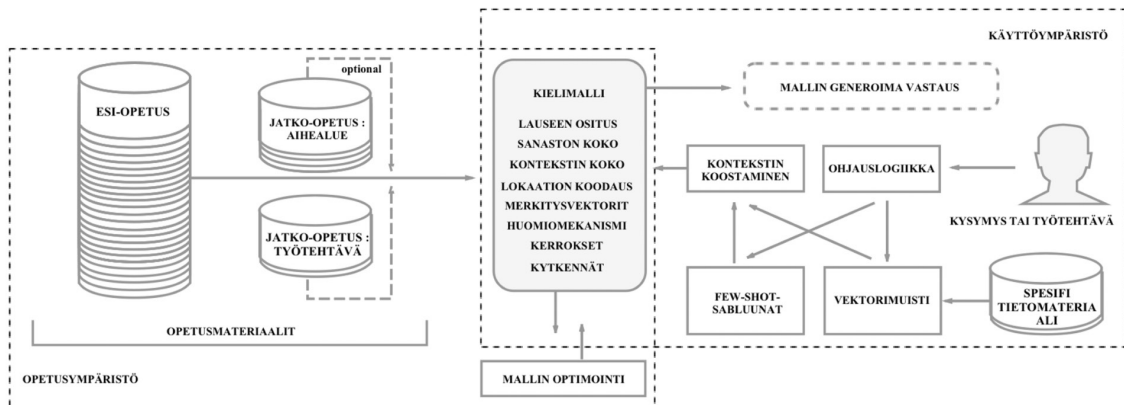 KÄYTTÖYMPÄRISTÖ
optional
ESI-OPETUS
JATKO-OPETUS :
AIHEALUE
JATKO-OPETUS :
TYÖTEHTÄVÄ
OPETUSMATERIAALIT
OPETUSYMPÄRISTÖ
KIELIMALLI
LAUSEEN OSITUS
SANASTON KOKO
KONTEKSTIN KOKO
LOKAATION KOODAUS
MERKITYSVEKTORIT
HUOMIOMEKANISMI
KERROKSET
KYTKENNÄT
MALLIN OPTIMOINTI
MALLIN GENEROIMA VASTAUS
KONTEKSTIN
KOOSTAMINEN
OHJAUSLOGIIKKA
KYSYMYS TAI TYÖTEHTÄVÄ
FEW-SHOT-
SABLUUNAT
VEKTORIMUISTI
SPESIFI
TIETOMATERIA
ALI